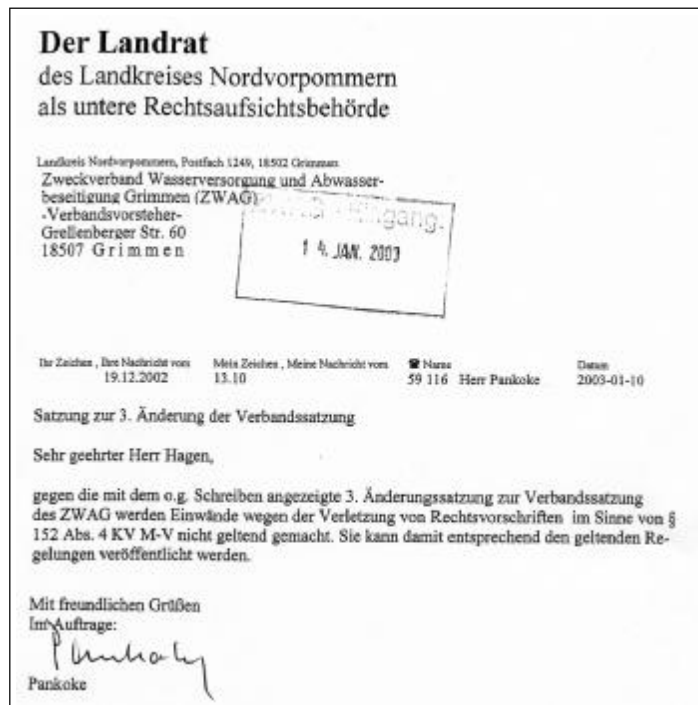 Der Landrat
des Landkreises Nordvorpommern
als untere Rechtsaufsichtsbehörde
Landkreis Nordvorpommern, Postfach 1249, 18502 Grimmen
Zweckverband Wasserversorgung und Abwasser-
beseitigung Grimmen (ZWAG)
-Verbandsvorsteher-
Grellenberger Str. 60
18507 G r i m m e n
Eingang.
1 4. JAN. 2003
Ihr Zeichen , Ihre Nachricht vom Mein Zeichen , Meine Nachricht vom ☎ Name Datum
19.12.2002 13.10 59 116 Herr Pankoke 2003-01-10
Satzung zur 3. Änderung der Verbandssatzung
Sehr geehrter Herr Hagen,
gegen die mit dem o.g. Schreiben angezeigte 3. Änderungssatzung zur Verbandssatzung
des ZWAG werden Einwände wegen der Verletzung von Rechtsvorschriften im Sinne von §
152 Abs. 4 KV M-V nicht geltend gemacht. Sie kann damit entsprechend den geltenden Re-
gelungen veröffentlicht werden.
Mit freundlichen Grüßen
Im Auftrage:
Pankoke